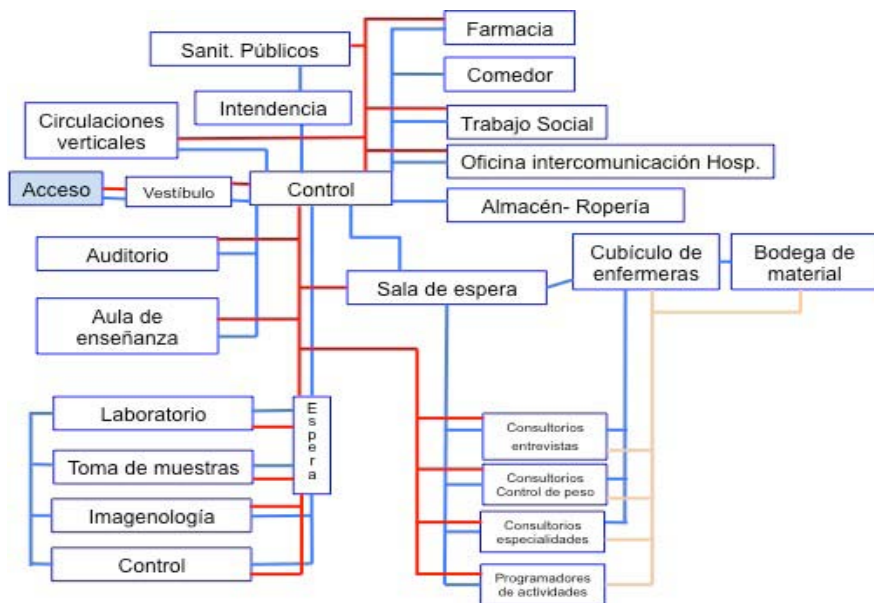 Farmacia
Sanit. Públicos
Comedor
Intendencia
Circulaciones
verticales
Trabajo Social
Oficina intercomunicación Hosp.
Acceso
Vestíbulo
Control
Almacén- Ropería
Auditorio
Cubículo de
enfermeras
Bodega de
material
Sala de espera
Aula de
enseñanza
Laboratorio
E
s
p
e
r
a
Consultorios
entrevistas
Toma de muestras
Consultorios
Control de peso
Imagenología
Consultorios
especialidades
Control
Programadores
de actividades